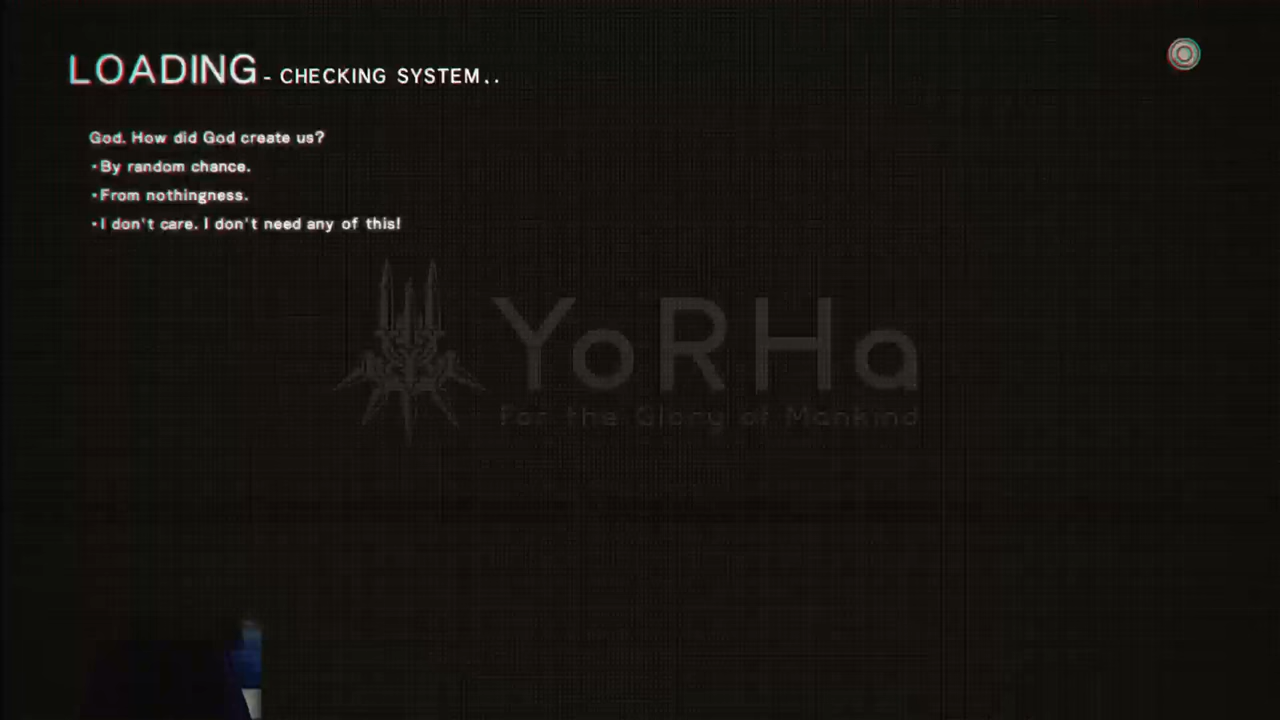 LOADING - CHECKING SYSTEM..
God. How did God create us?
・By random chance.
・From nothingness.
・I don't care. I don't need any of this!
YoRHa
For the Glory of Mankind